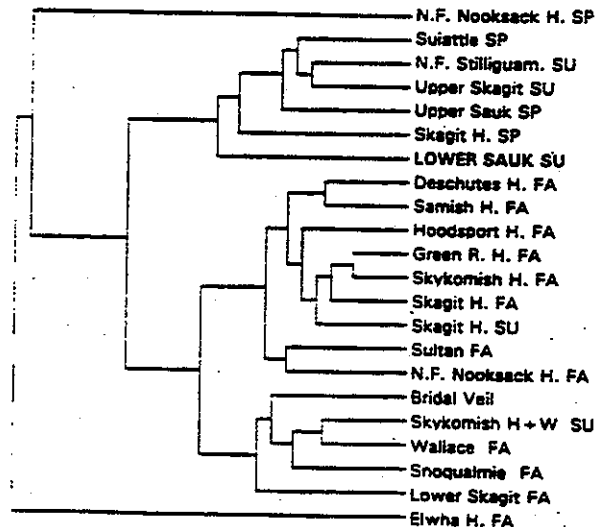 N.F. Nooksack H. SP
Suiattle SP
N.F. Stilliguam. SU
Upper Skagit SU
Upper Sauk SP
Skagit H. SP
LOWER SAUK SU
Deschutes H. FA
Samish H. FA
Hoodsport H. FA
Green R. H. FA
Skykomish H. FA
Skagit H. FA
Skagit H. SU
Sultan FA
N.F. Nooksack H. FA
Bridal Veil
Skykomish H + W SU
Wallace FA
Snoqualmie FA
Lower Skagit FA
Elwha H. FA